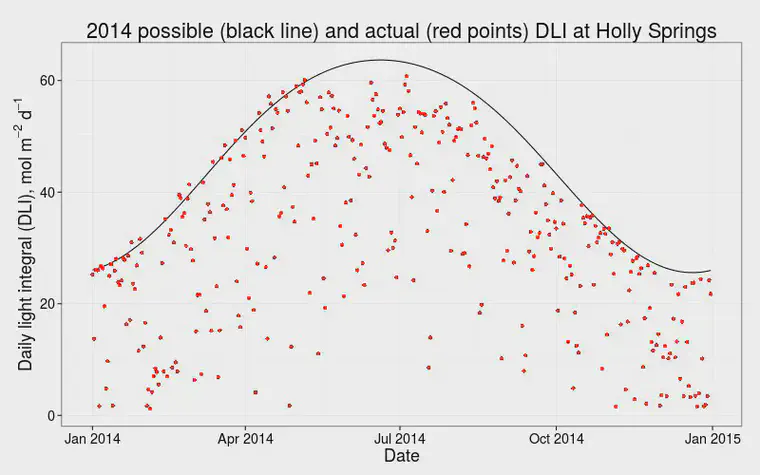 2014 possible (black line) and actual (red points) DLI at Holly Springs
Daily light integral (DLI), mol m⁻² d⁻¹
60
40
20
0
Jan 2014
Apr 2014
Jul 2014
Oct 2014
Jan 2015
Date